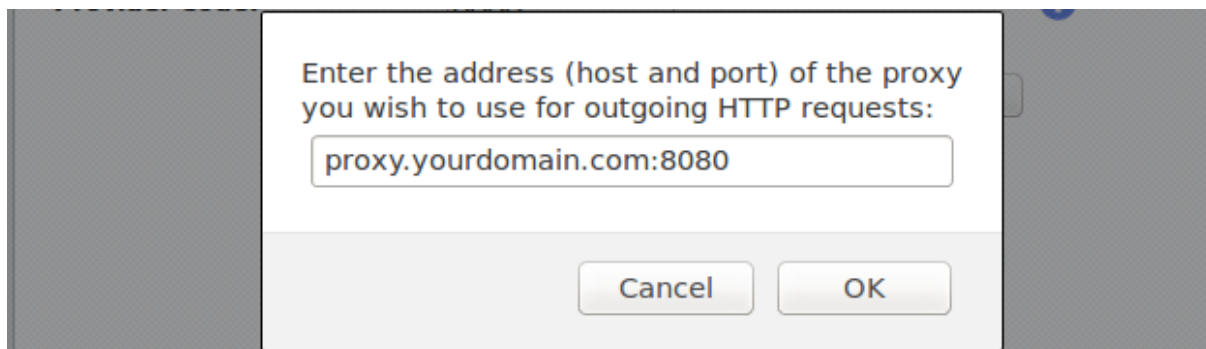 Enter the address (host and port) of the proxy
you wish to use for outgoing HTTP requests:
proxy.yourdomain.com:8080
Cancel OK